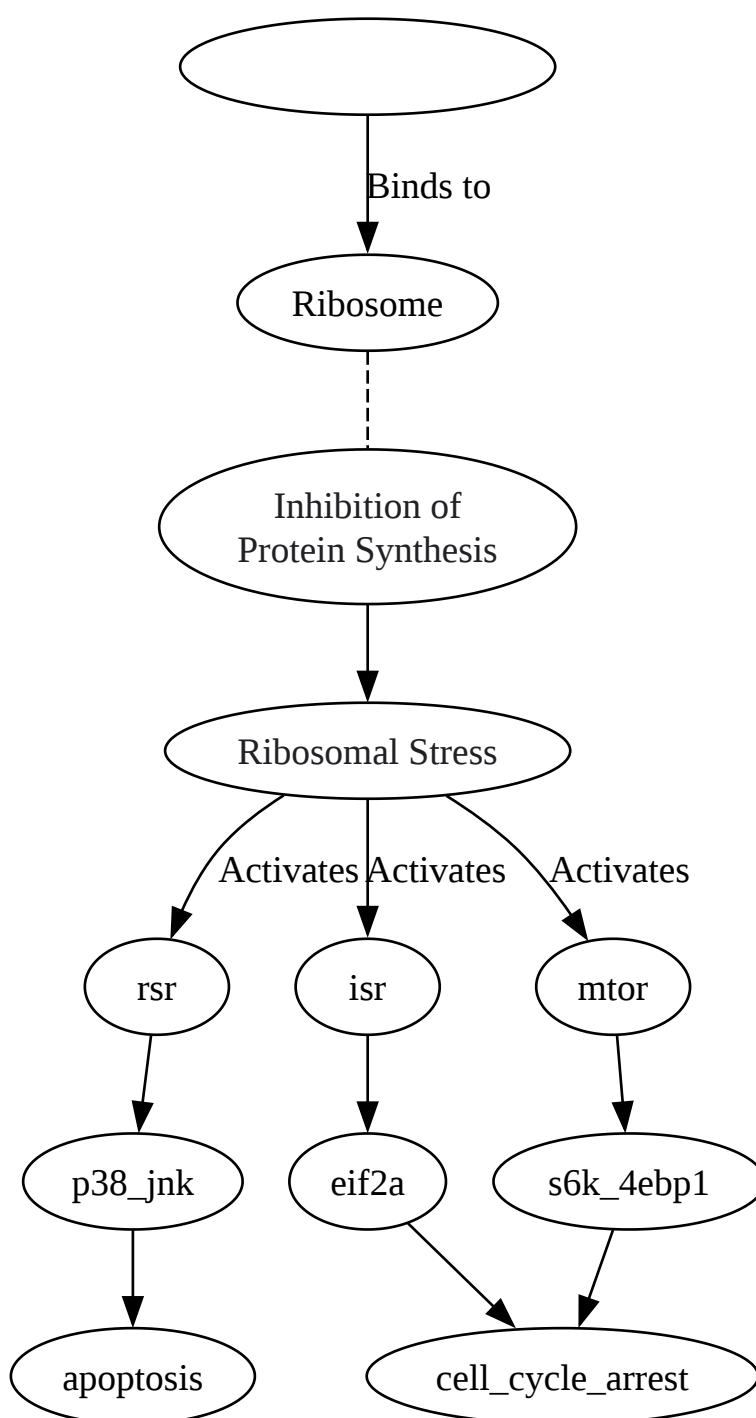 Binds to
Ribosome
Inhibition of
Protein Synthesis
Ribosomal Stress
Activates
Activates
Activates
rsr
isr
mtor
p38_jnk
eif2a
s6k_4ebp1
apoptosis
cell_cycle_arrest